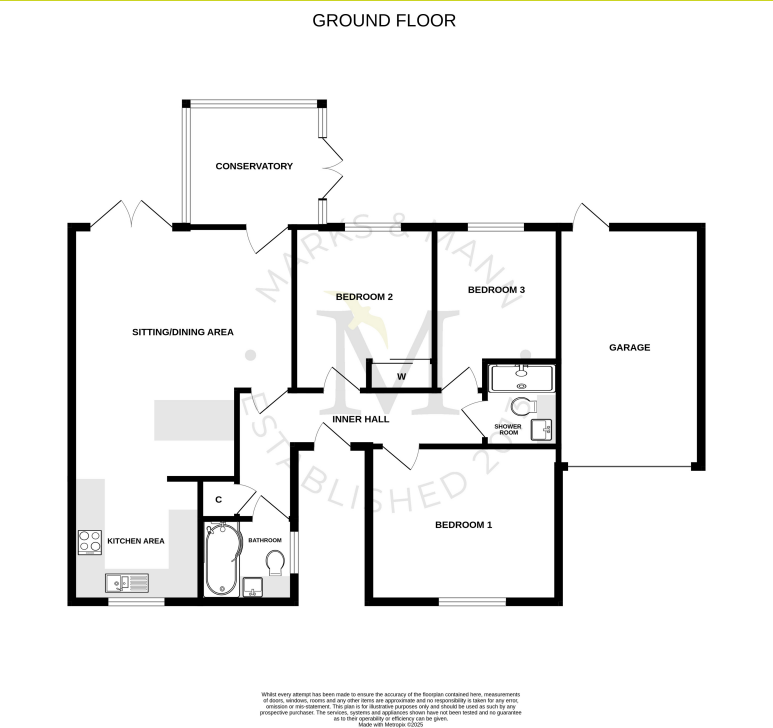 GROUND FLOOR
CONSERVATORY
MARKS & MANN
BEDROOM 2
BEDROOM 3
SITTING/DINING AREA
GARAGE
M
W
INNER HALL
SHOWER
ROOM
ESTABLISHED 2015
C
BEDROOM 1
KITCHEN AREA
BATHROOM
Whilst every attempt has been made to ensure the accuracy of the floorplan contained here, measurements
of doors, windows, rooms and any other items are approximate and no responsibility is taken for any error,
omission or mis-statement. This plan is for illustrative purposes only and should be used as such by any
prospective purchaser. The services, systems and appliances shown have not been tested and no guarantee
as to their operability or efficiency can be given.
Made with Metropix ©2025